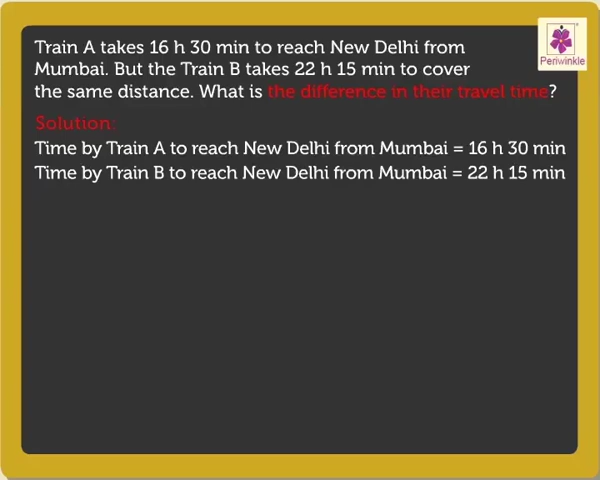 Train A takes 16 h 30 min to reach New Delhi from
Mumbai. But the Train B takes 22 h 15 min to cover
the same distance. What is the difference in their travel time?
Periwinkle
Solution:
Time by Train A to reach New Delhi from Mumbai = 16 h 30 min
Time by Train B to reach New Delhi from Mumbai = 22 h 15 min